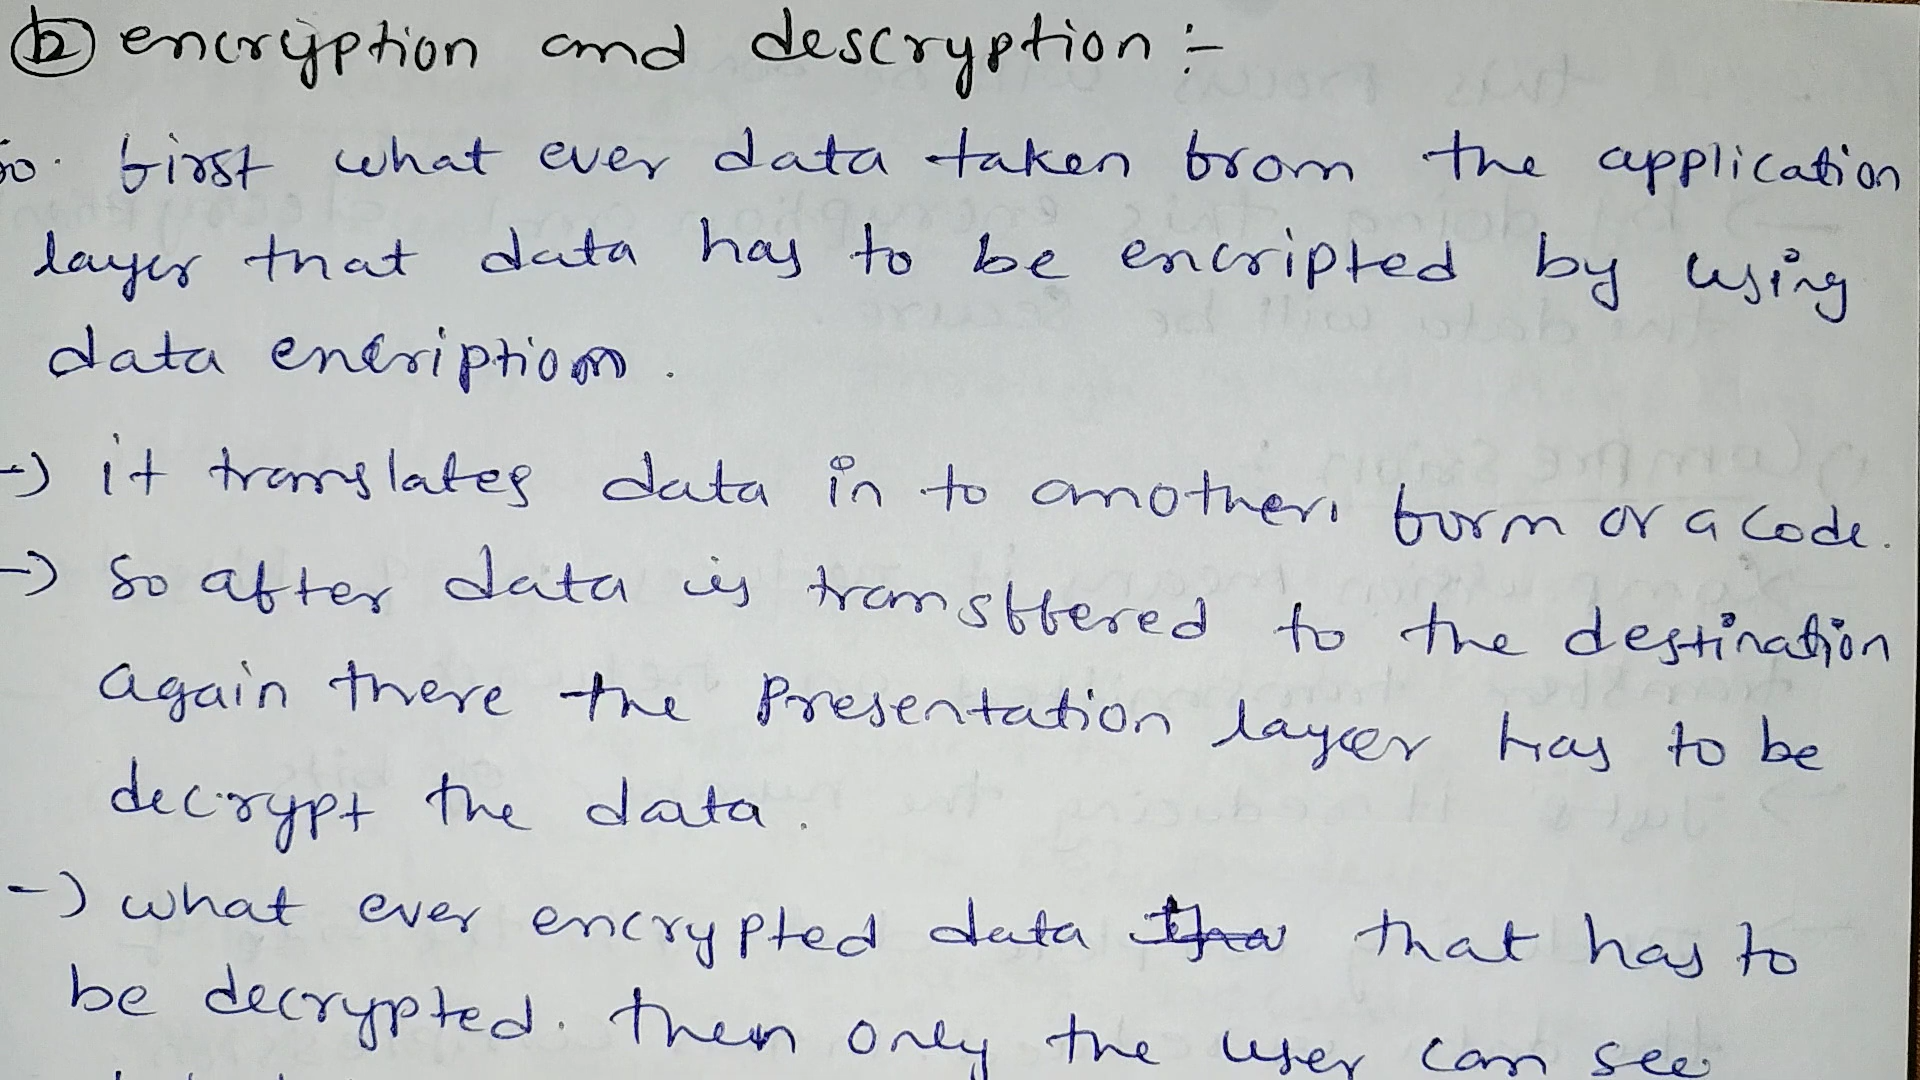 b encryption and descryption :-
so. first what ever data taken from the application
layer that data has to be encripted by using
data encription.
-> it translates data in to another form or a code.
-> so after data is transffered to the destination
again there the Presentation layer has to be
decrypt the data.
-> what ever encrypted data tha that has to
be decrypted. then only the user can see